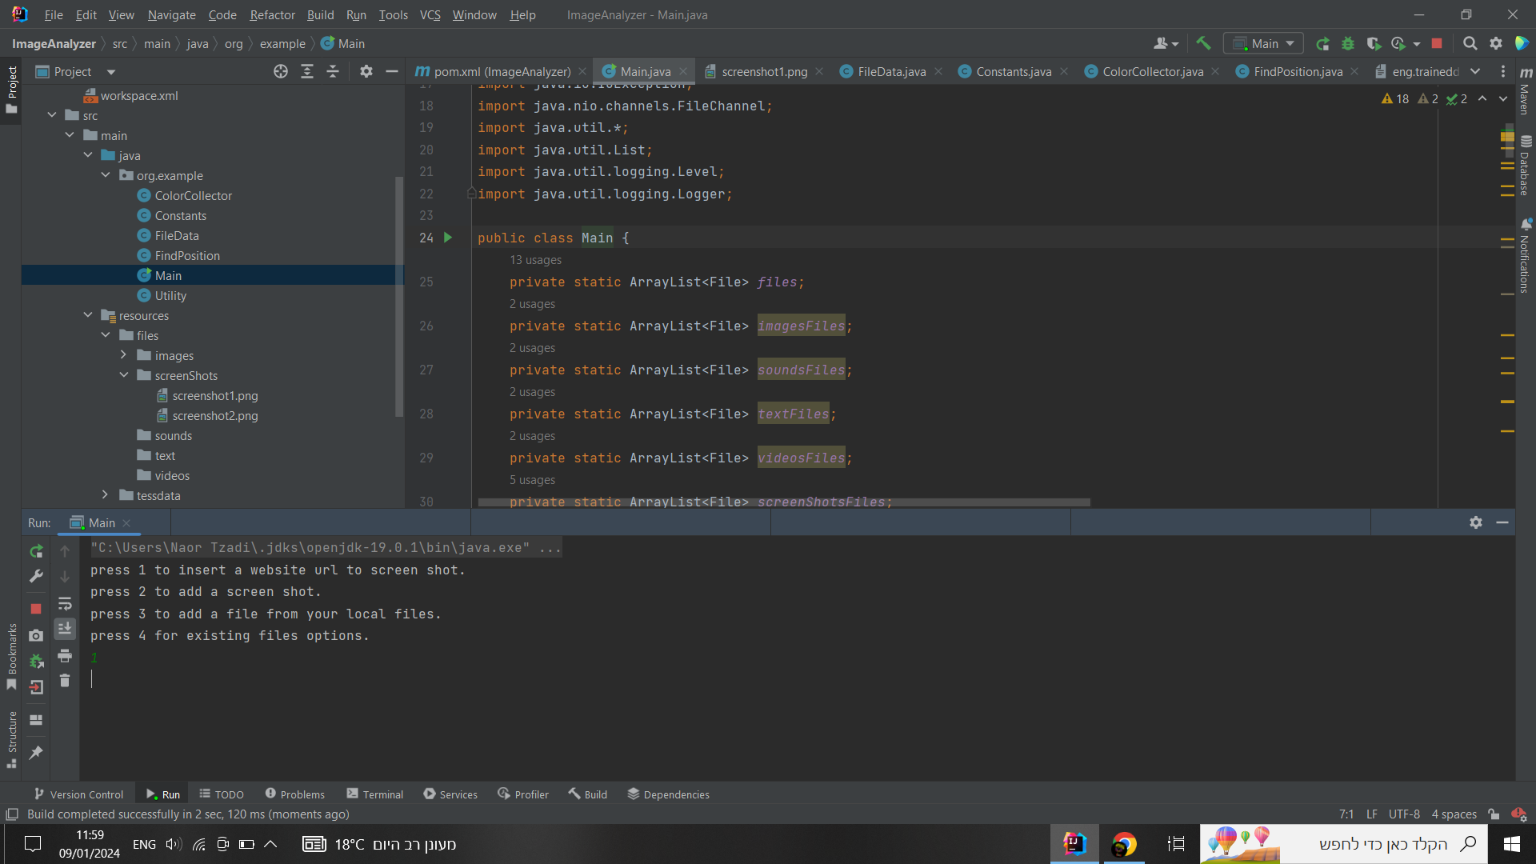 File Edit View Navigate Code Refactor Build Run Tools VCS Window Help ImageAnalyzer - Main.java
ImageAnalyzer src main java org example Main
Main
Project
pom.xml (ImageAnalyzer) Main.java screenshot1.png FileData.java Constants.java ColorCollector.java FindPosition.java eng.trainedd
Project
Bookmarks
Structure
Maven
Database
Notifications
workspace.xml
src
main
java
org.example
ColorCollector
Constants
FileData
FindPosition
Main
Utility
resources
files
images
screenShots
screenshot1.png
screenshot2.png
sounds
text
videos
tessdata
18 2 2
17 import java.io.IOException;
18 import java.nio.channels.FileChannel;
19 import java.util.*;
20 import java.util.List;
21 import java.util.logging.Level;
22 import java.util.logging.Logger;
23
24 public class Main {
13 usages
25 private static ArrayList<File> files;
2 usages
26 private static ArrayList<File> imagesFiles;
2 usages
27 private static ArrayList<File> soundsFiles;
2 usages
28 private static ArrayList<File> textFiles;
2 usages
29 private static ArrayList<File> videosFiles;
5 usages
30 private static ArrayList<File> screenShotsFiles;
Run: Main
"C:\Users\Naor Tzadi\.jdks\openjdk-19.0.1\bin\java.exe" ...
press 1 to insert a website url to screen shot.
press 2 to add a screen shot.
press 3 to add a file from your local files.
press 4 for existing files options.
1
Version Control Run TODO Problems Terminal Services Profiler Build Dependencies
Build completed successfully in 2 sec, 120 ms (moments ago)
7:1 LF UTF-8 4 spaces
11:59
09/01/2024
ENG
18°C מעונן רב היום
הקלד כאן כדי לחפש